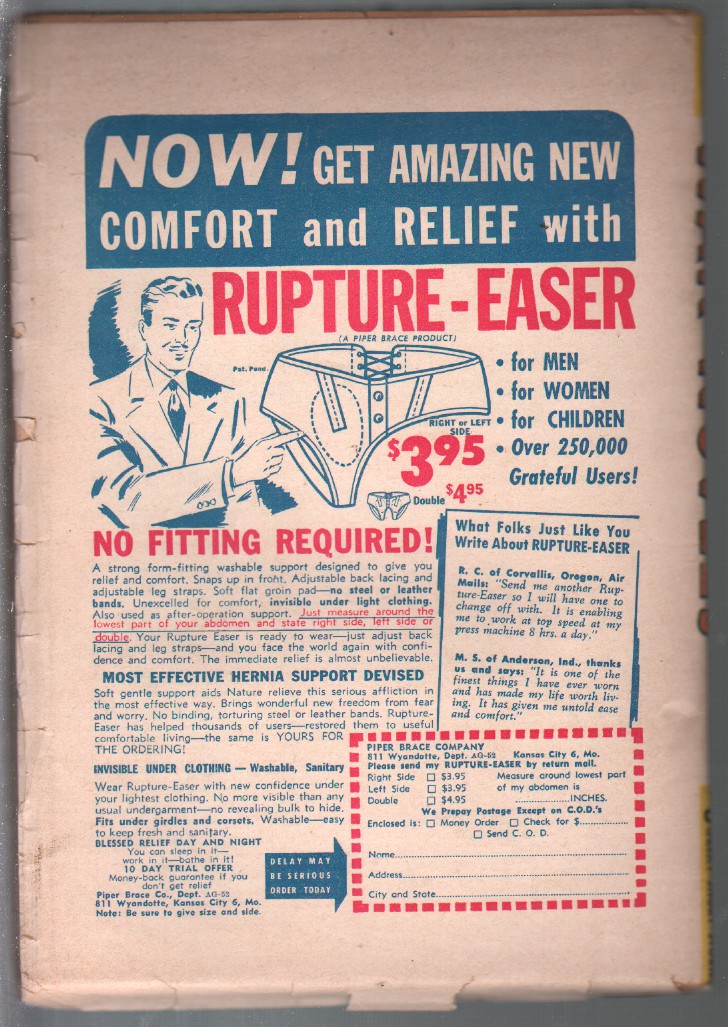 NOW! GET AMAZING NEW
COMFORT and RELIEF with
RUPTURE-EASER
(A PIPER BRACE PRODUCT)
Pat. Pend.
RIGHT or LEFT
SIDE
$3.95
Double $4.95
• for MEN
• for WOMEN
• for CHILDREN
• Over 250,000
Grateful Users!
NO FITTING REQUIRED!
A strong form-fitting washable support designed to give you
relief and comfort. Snaps up in front. Adjustable back lacing and
adjustable leg straps. Soft flat groin pad—no steel or leather
bands. Unexcelled for comfort, invisible under light clothing.
Also used as after-operation support. Just measure around the
lowest part of your abdomen and state right side, left side or
double. Your Rupture Easer is ready to wear—just adjust back
lacing and leg straps—and you face the world again with confi-
dence and comfort. The immediate relief is almost unbelievable.
MOST EFFECTIVE HERNIA SUPPORT DEVISED
Soft gentle support aids Nature relieve this serious affliction in
the most effective way. Brings wonderful new freedom from fear
and worry. No binding, torturing steel or leather bands. Rupture-
Easer has helped thousands of users—restored them to useful
comfortable living—the same is YOURS FOR
THE ORDERING!
INVISIBLE UNDER CLOTHING — Washable, Sanitary
Wear Rupture-Easer with new confidence under
your lightest clothing. No more visible than any
usual undergarment—no revealing bulk to hide.
Fits under girdles and corsets. Washable—easy
to keep fresh and sanitary.
BLESSED RELIEF DAY AND NIGHT
You can sleep in it—
work in it—bathe in it!
10 DAY TRIAL OFFER
Money-back guarantee if you
don't get relief
Piper Brace Co., Dept. AG-52
811 Wyandotte, Kansas City 6, Mo.
Note: Be sure to give size and side.
DELAY MAY
BE SERIOUS
ORDER TODAY
What Folks Just Like You
Write About RUPTURE-EASER
R. C. of Corvallis, Oregon, Air
Mails: "Send me another Rup-
ture-Easer so I will have one to
change off with. It is enabling
me to work at top speed at my
press machine 8 hrs. a day."
M. S. of Anderson, Ind., thanks
us and says: "It is one of the
finest things I have ever worn
and has made my life worth liv-
ing. It has given me untold ease
and comfort."
PIPER BRACE COMPANY
811 Wyandotte, Dept. AG-52 Kansas City 6, Mo.
Please send my RUPTURE-EASER by return mail.
Right Side □ $3.95 Measure around lowest part
Left Side □ $3.95 of my abdomen is
Double □ $4.95 ..............INCHES.
We Prepay Postage Except on C.O.D.'s
Enclosed is: □ Money Order □ Check for $............
□ Send C. O. D.
Name............................................................
Address.........................................................
City and State..................................................